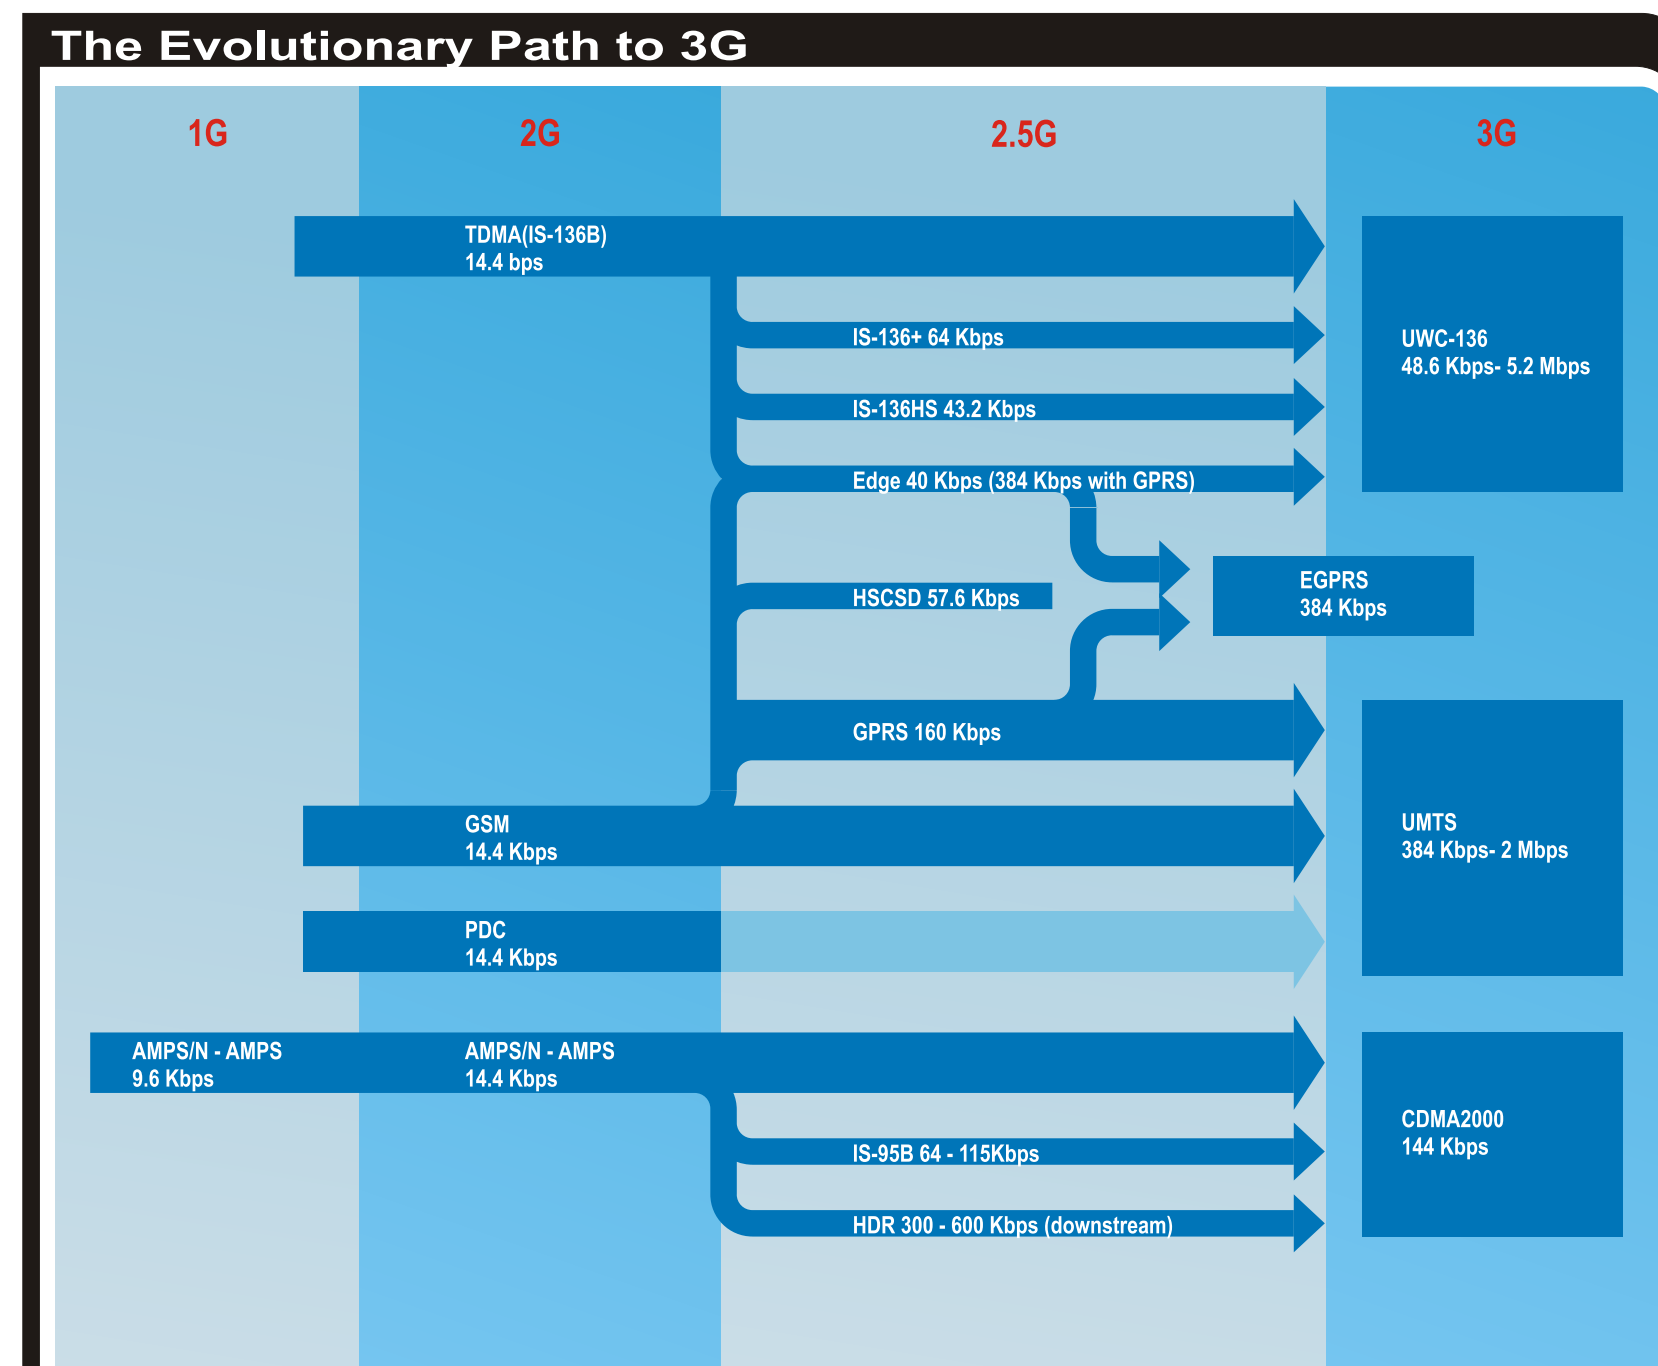 The Evolutionary Path to 3G
1G
2G
2.5G
3G
TDMA(IS-136B)
14.4 bps
IS-136+ 64 Kbps
IS-136HS 43.2 Kbps
Edge 40 Kbps (384 Kbps with GPRS)
UWC-136
48.6 Kbps- 5.2 Mbps
HSCSD 57.6 Kbps
EGPRS
384 Kbps
GPRS 160 Kbps
GSM
14.4 Kbps
UMTS
384 Kbps- 2 Mbps
PDC
14.4 Kbps
AMPS/N - AMPS
9.6 Kbps
AMPS/N - AMPS
14.4 Kbps
IS-95B 64 - 115Kbps
HDR 300 - 600 Kbps (downstream)
CDMA2000
144 Kbps